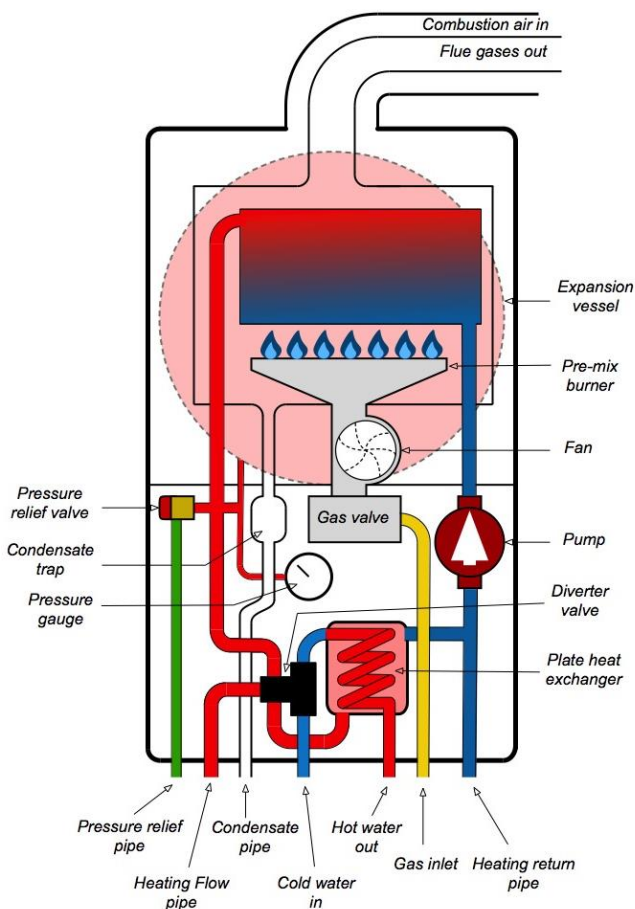 Combustion air in
Flue gases out
Expansion
vessel
Pre-mix
burner
Fan
Pressure
relief valve
Gas valve
Condensate
trap
Pump
Pressure
gauge
Diverter
valve
Plate heat
exchanger
Pressure relief
pipe
Condensate
pipe
Hot water
out
Gas inlet
Heating return
pipe
Heating Flow
pipe
Cold water
in